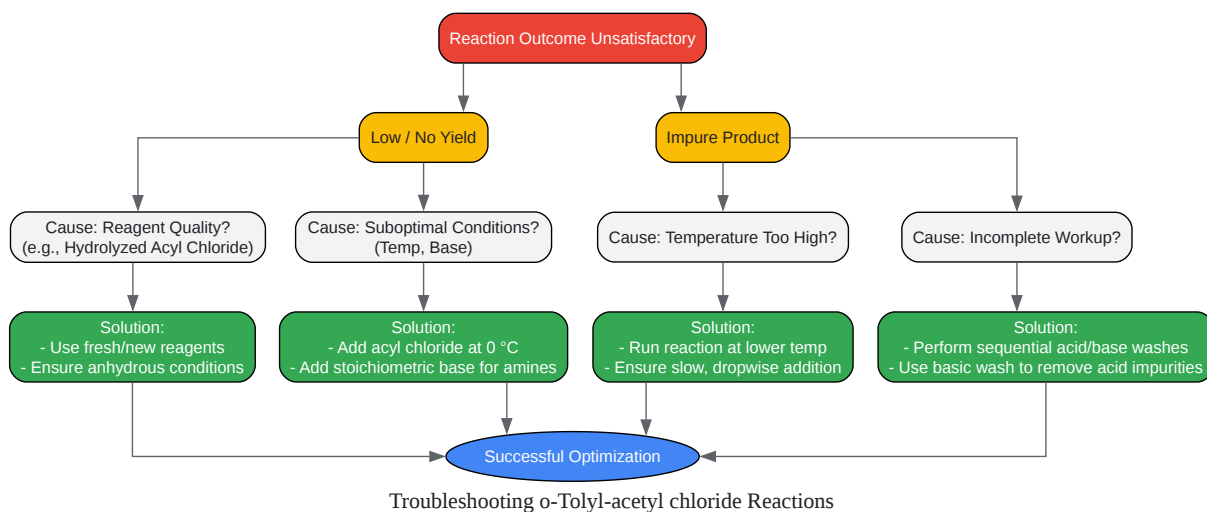 Reaction Outcome Unsatisfactory
Low / No Yield
Impure Product
Cause: Reagent Quality?
(e.g., Hydrolyzed Acyl Chloride)
Cause: Suboptimal Conditions?
(Temp, Base)
Cause: Temperature Too High?
Cause: Incomplete Workup?
Solution:
- Use fresh/new reagents
- Ensure anhydrous conditions
Solution:
- Add acyl chloride at 0 °C
- Add stoichiometric base for amines
Solution:
- Run reaction at lower temp
- Ensure slow, dropwise addition
Solution:
- Perform sequential acid/base washes
- Use basic wash to remove acid impurities
Successful Optimization
Troubleshooting o-Tolyl-acetyl chloride Reactions